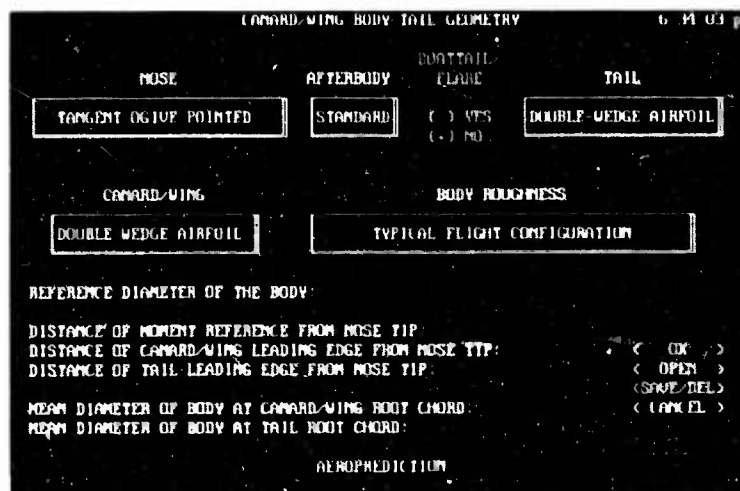 CANARD/WING BODY TAIL GEOMETRY 6 34 03 p
BOATTAIL/
NOSE AFTERBODY FLARE TAIL
TANGENT OGIVE POINTED STANDARD ( ) YES DOUBLE-WEDGE AIRFOIL
(.) NO
CANARD/WING BODY ROUGHNESS
DOUBLE WEDGE AIRFOIL TYPICAL FLIGHT CONFIGURATION
REFERENCE DIAMETER OF THE BODY:
DISTANCE OF MOMENT REFERENCE FROM NOSE TIP:
DISTANCE OF CANARD/WING LEADING EDGE FROM NOSE TIP: < OK >
DISTANCE OF TAIL LEADING EDGE FROM NOSE TIP: < OPEN >
<SAVE/DEL>
MEAN DIAMETER OF BODY AT CANARD/WING ROOT CHORD: < CANCEL >
MEAN DIAMETER OF BODY AT TAIL ROOT CHORD:
AEROPREDICTION